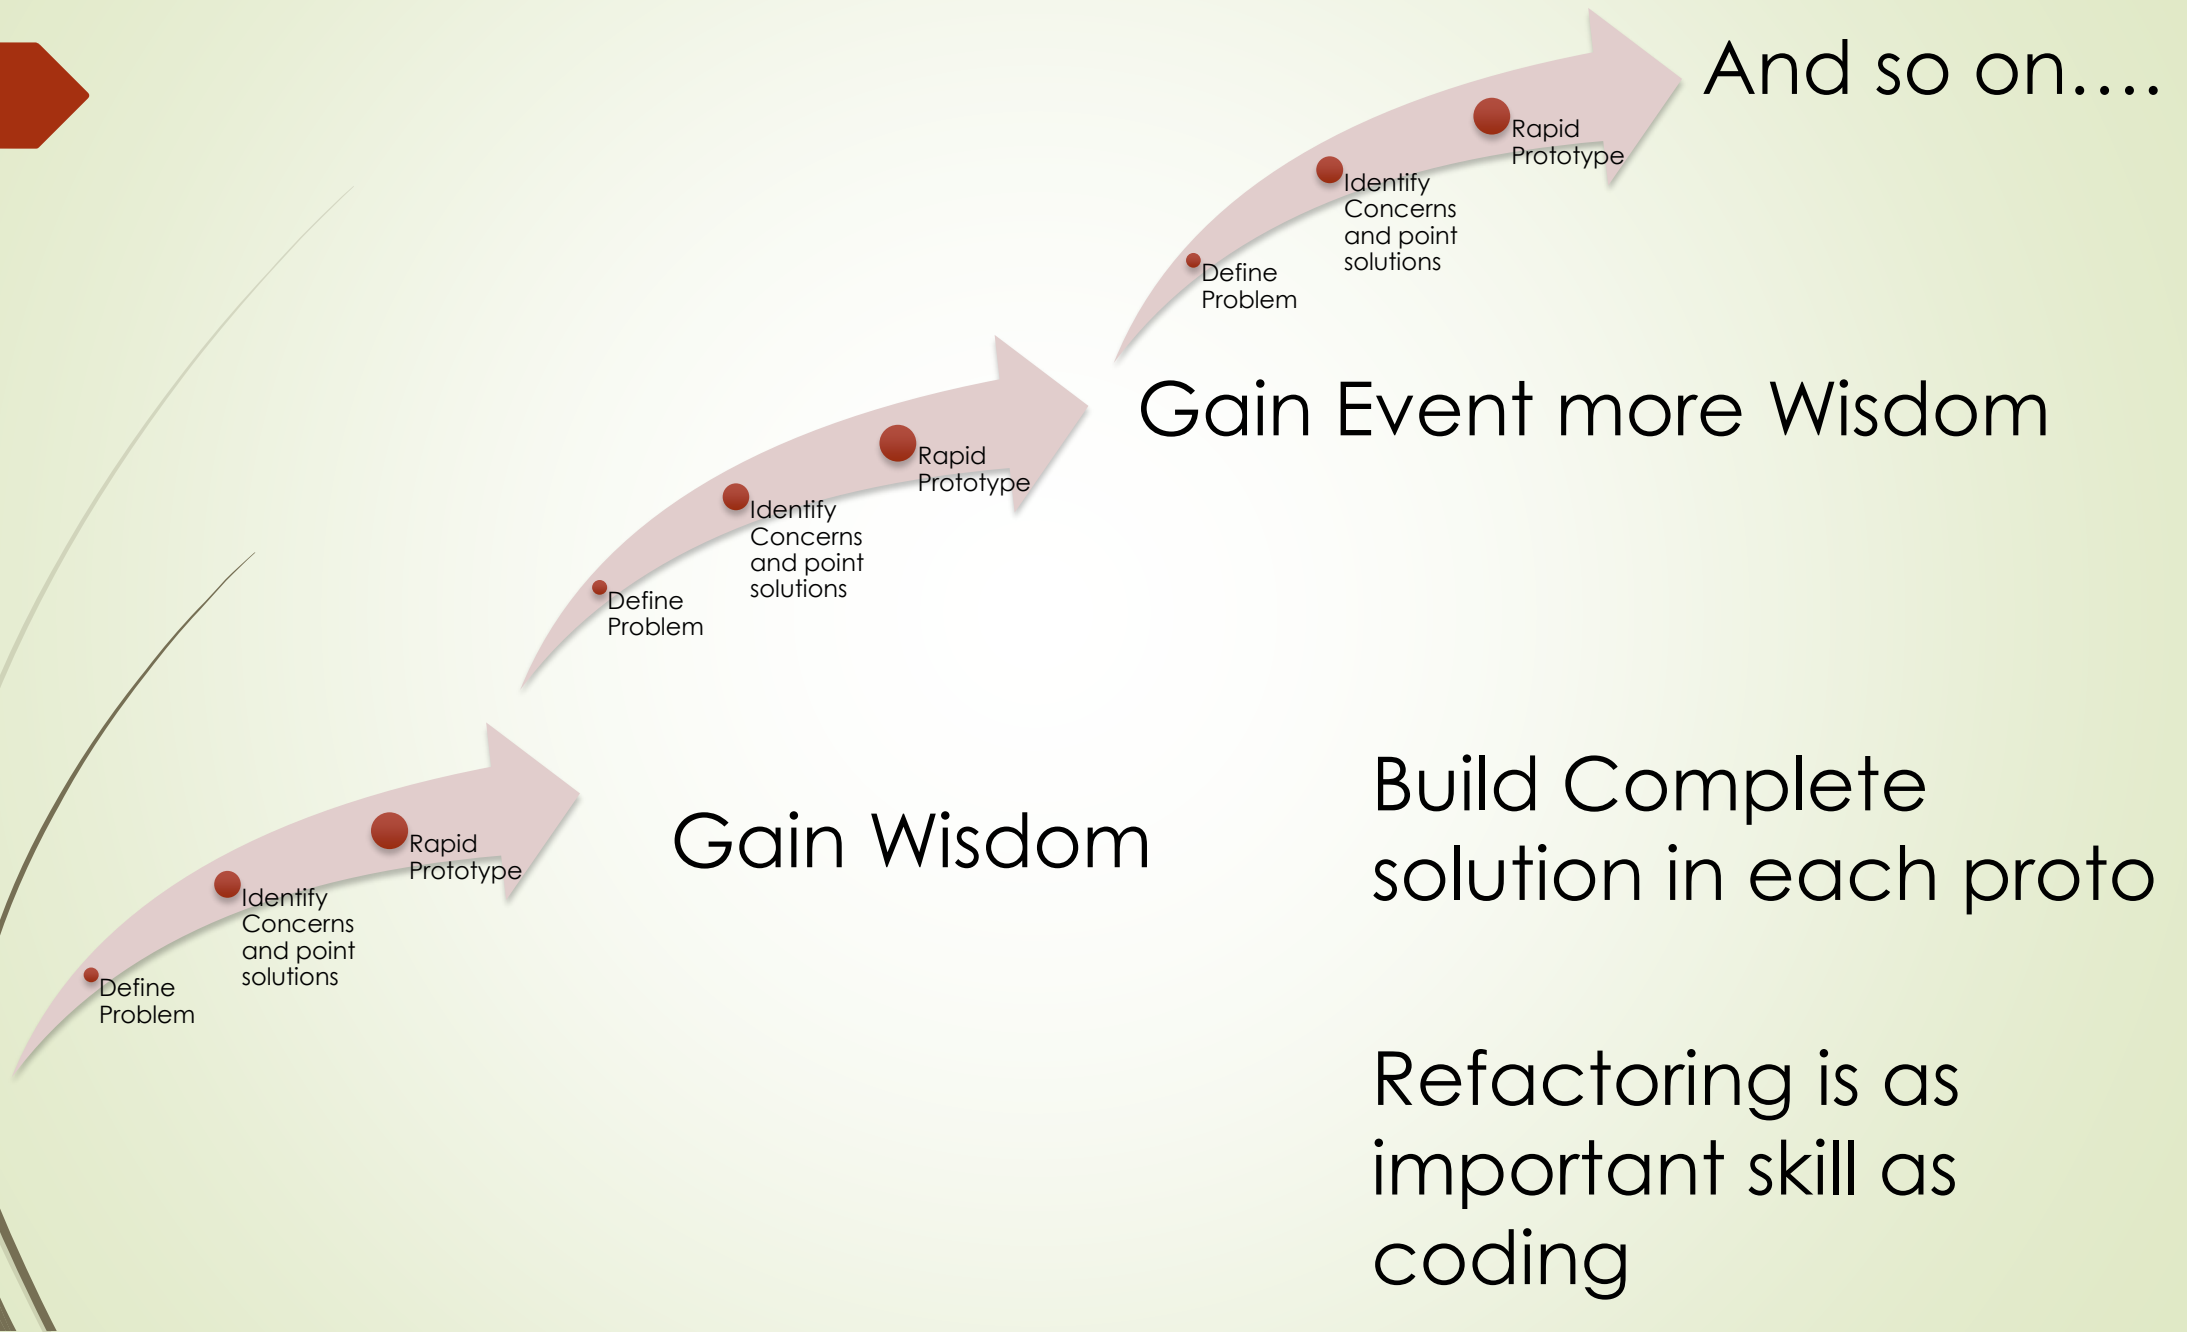 And so on....
Rapid
Prototype
Identify
Concerns
and point
solutions
Define
Problem
Gain Event more Wisdom
Rapid
Prototype
Identify
Concerns
and point
solutions
Define
Problem
Gain Wisdom
Rapid
Prototype
Identify
Concerns
and point
solutions
Define
Problem
Build Complete
solution in each proto
Refactoring is as
important skill as
coding